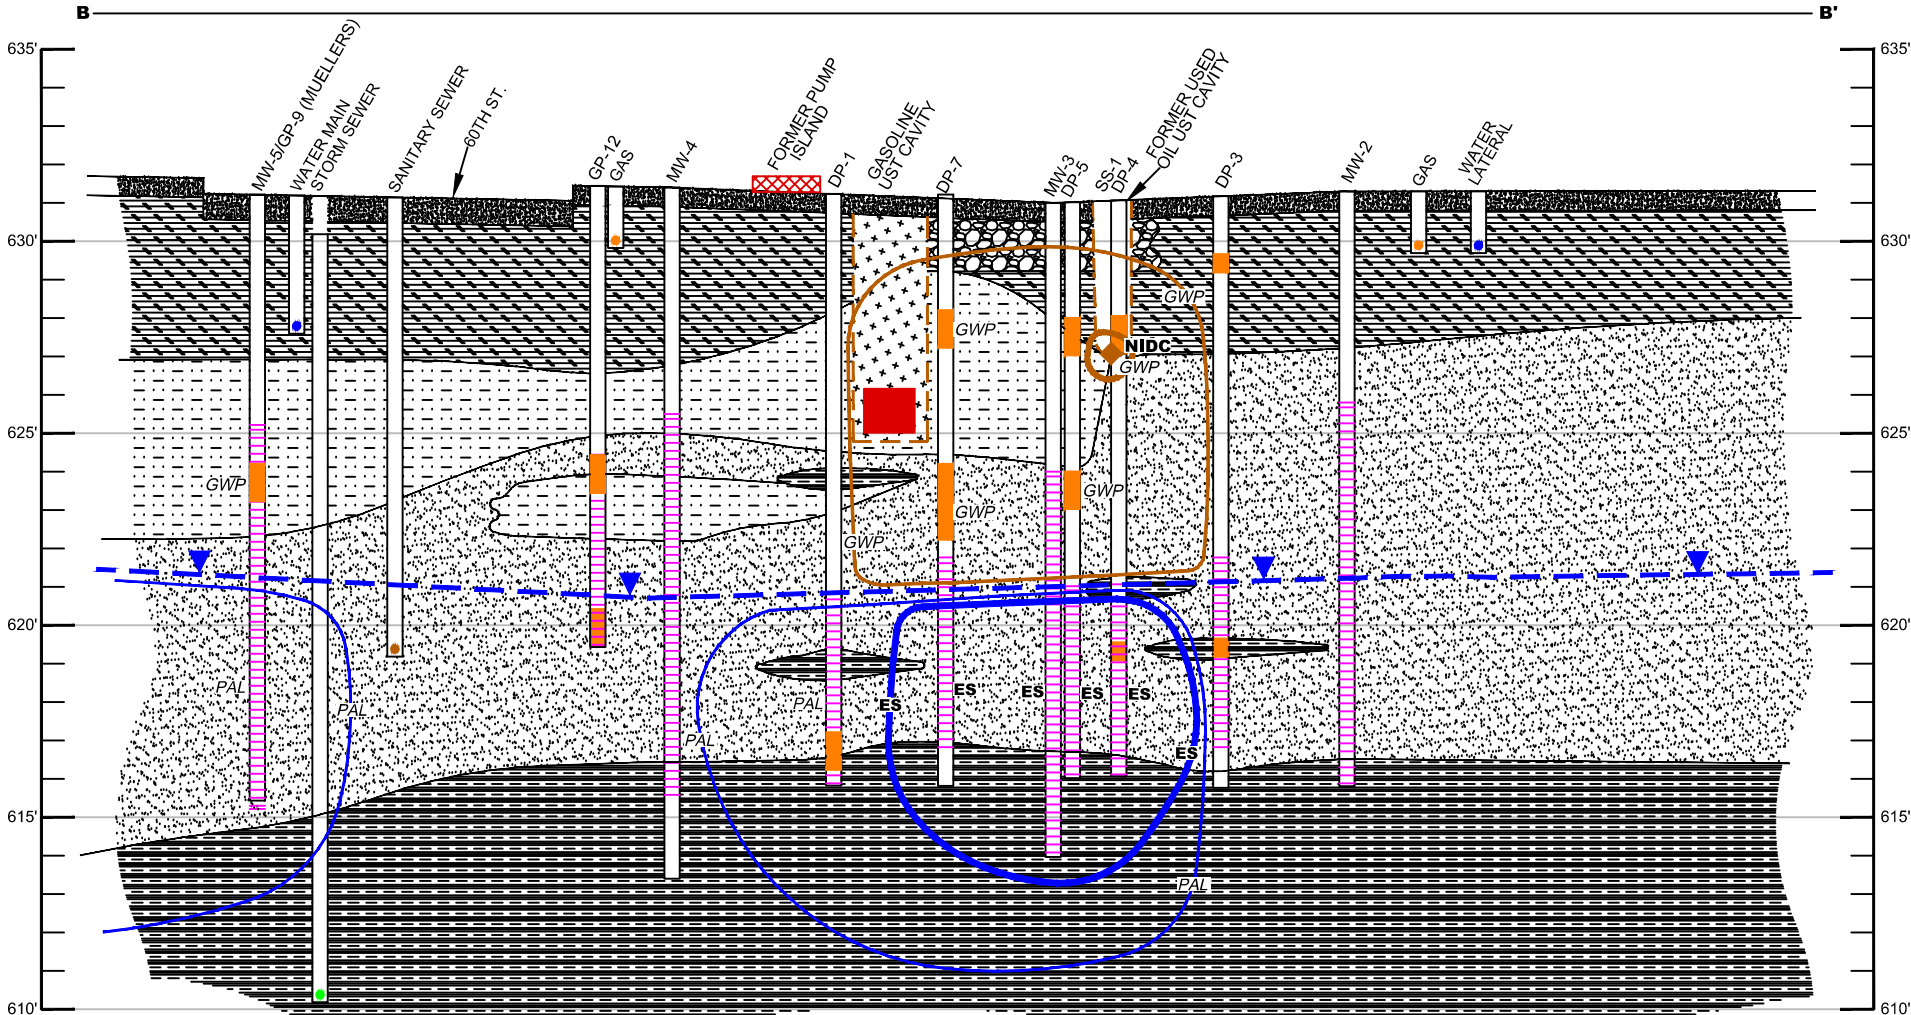 B
B'
635'
635'
630'
630'
625'
625'
620'
620'
615'
615'
610'
610'
MW-5/GP-9 (MUELLERS)
WATER MAIN
STORM SEWER
SANITARY SEWER
60TH ST.
GP-12
GAS
MW-4
FORMER PUMP
ISLAND
DP-1
GASOLINE
UST CAVITY
DP-7
MW-3
DP-5
SS-1
DP-4
FORMER USED
OIL UST CAVITY
DP-3
MW-2
GAS
WATER
LATERAL
GWP
GWP
NIDC
GWP
GWP
GWP
GWP
GWP
PAL
PAL
PAL
PAL
ES
ES
ES
ES
ES
ES
PAL